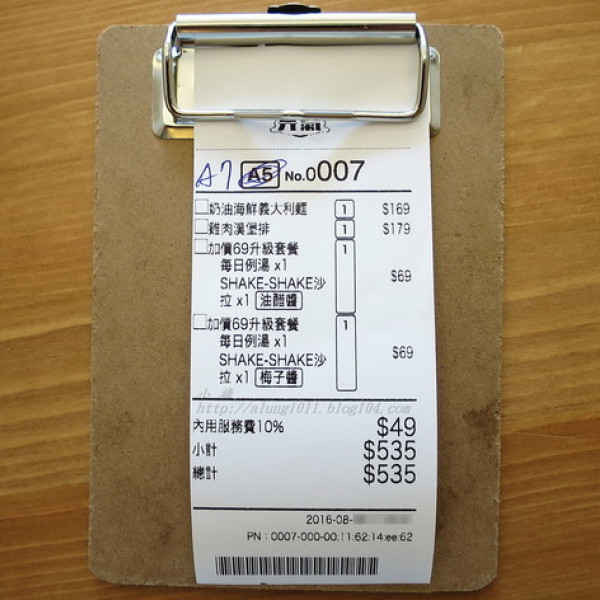 A7 A5 No.0007
奶油海鮮義大利麵 1 $169
雞肉漢堡排 1 $179
加價69升級套餐 1
每日例湯 x1
SHAKE-SHAKE沙 $69
拉 x1 油醋醬
加價69升級套餐 1
每日例湯 x1
SHAKE-SHAKE沙 $69
拉 x1 梅子醬
http://afung1011.blog104.com
內用服務費10% $49
小計 $535
總計 $535
2016-08-
PN : 0007-000-00:11:62:14:ee:62